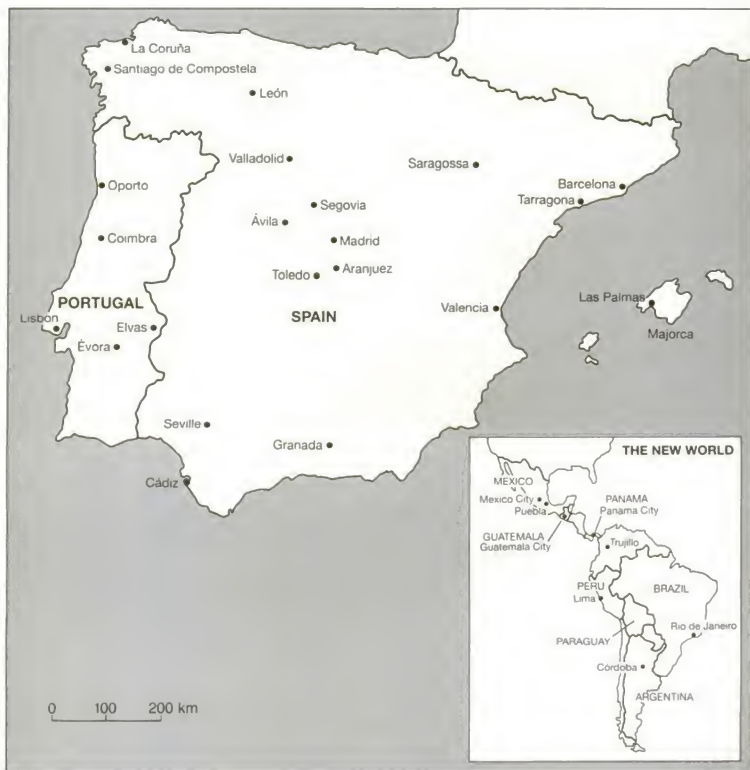 La Coruña
Santiago de Compostela
León
Valladolid
Saragossa
Oporto
Barcelona
Tarragona
Segovia
Ávila
Coimbra
Madrid
Aranjuez
Toledo
PORTUGAL
SPAIN
Las Palmas
Valencia
Lisbon
Elvas
Majorca
Évora
Seville
Granada
Cádiz
THE NEW WORLD
MEXICO
Mexico City
Puebla
PANAMA
Panama City
GUATEMALA
Guatemala City
Trujillo
PERU
Lima
BRAZIL
Rio de Janeiro
PARAGUAY
Córdoba
ARGENTINA
0 100 200 km